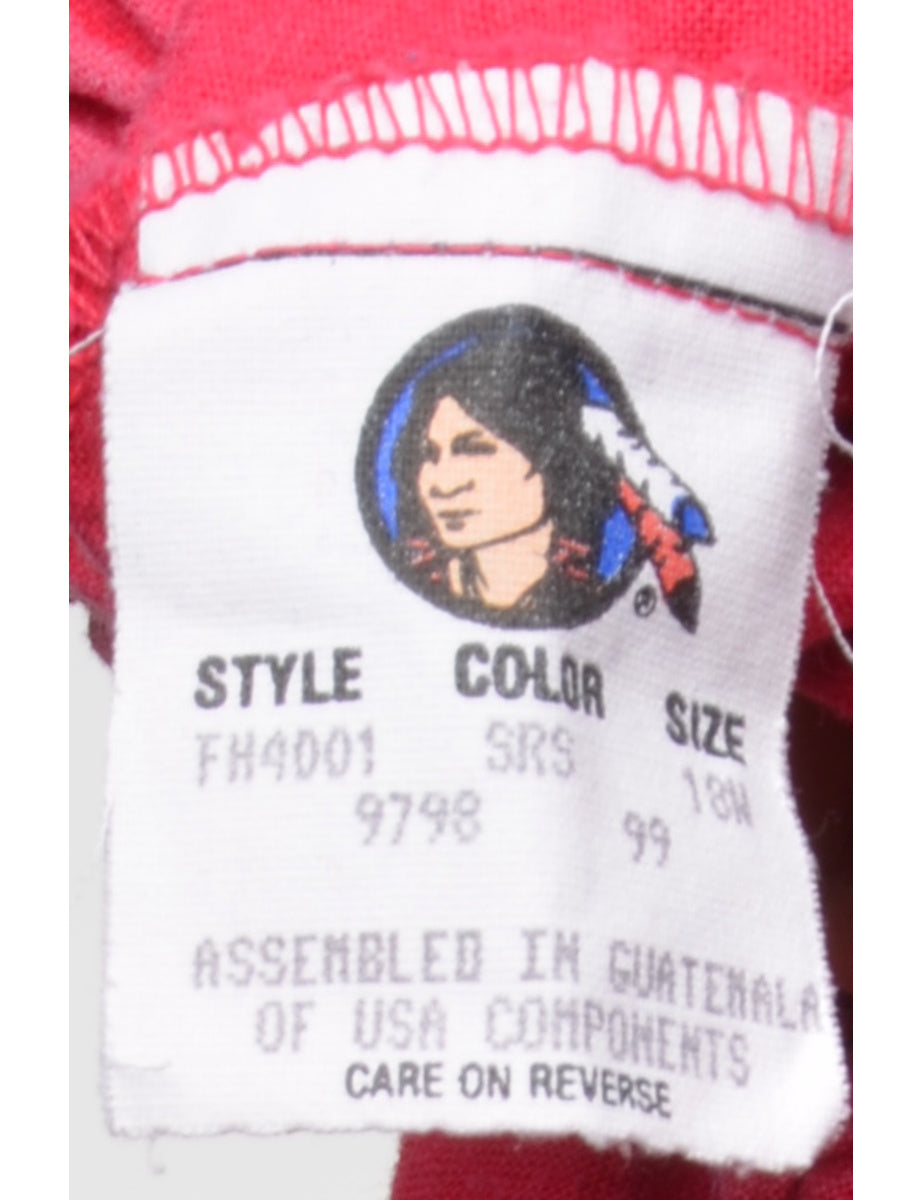 ®
STYLE COLOR SIZE
FH4001 SRS 18W
9798 99
ASSEMBLED IN GUATEMALA
OF USA COMPONENTS
CARE ON REVERSE